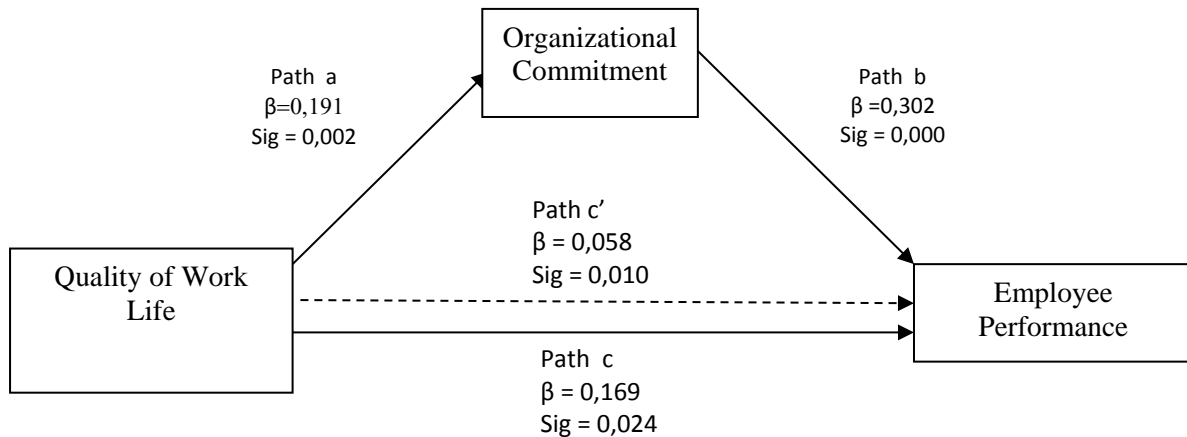 Organizational
Commitment
Path a
β=0,191
Sig = 0,002
Path b
β =0,302
Sig = 0,000
Path c’
β = 0,058
Sig = 0,010
Quality of Work
Life
Employee
Performance
Path c
β = 0,169
Sig = 0,024